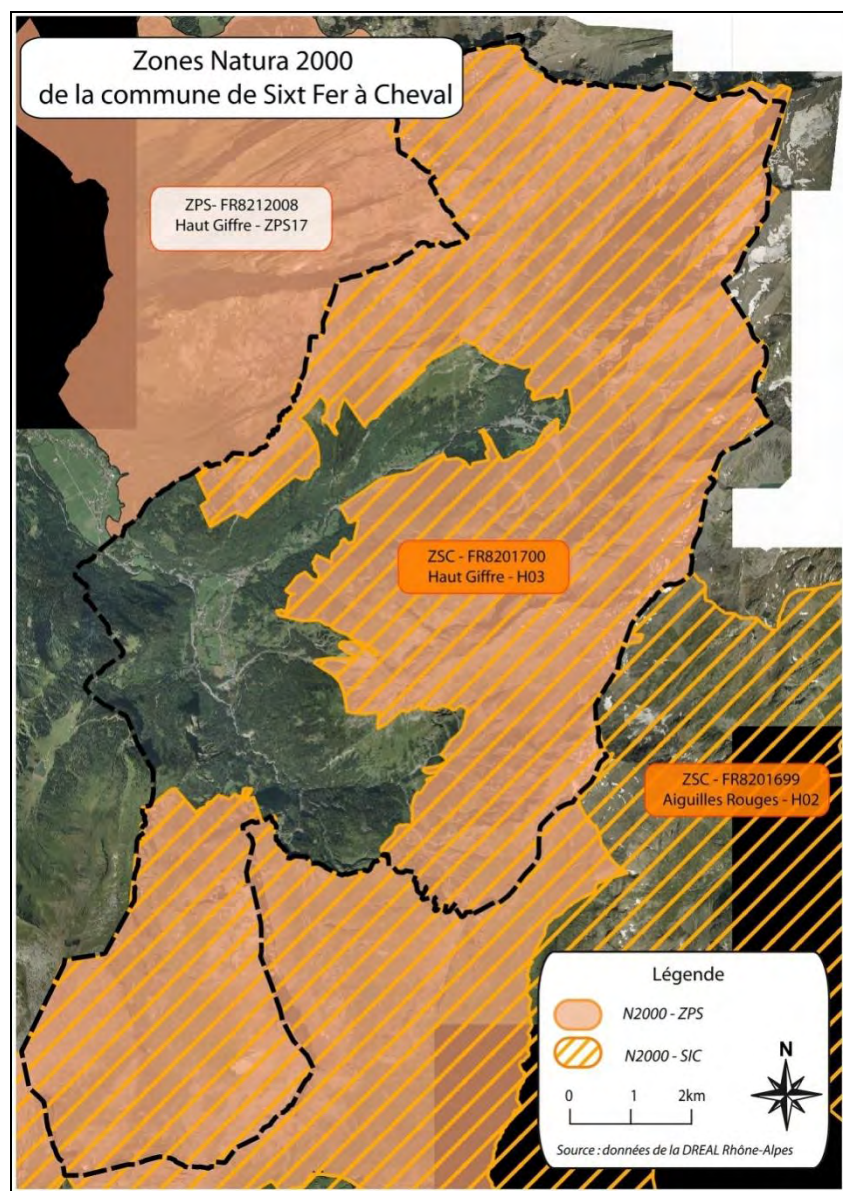 Zones Natura 2000
de la commune de Sixt Fer à Cheval
ZPS- FR8212008
Haut Giffre - ZPS17
ZSC - FR8201700
Haut Giffre - H03
ZSC - FR8201699
Aiguilles Rouges - H02
Légende
N2000 - ZPS
N2000 - SIC
N
0 1 2km
Source : données de la DREAL Rhône-Alpes